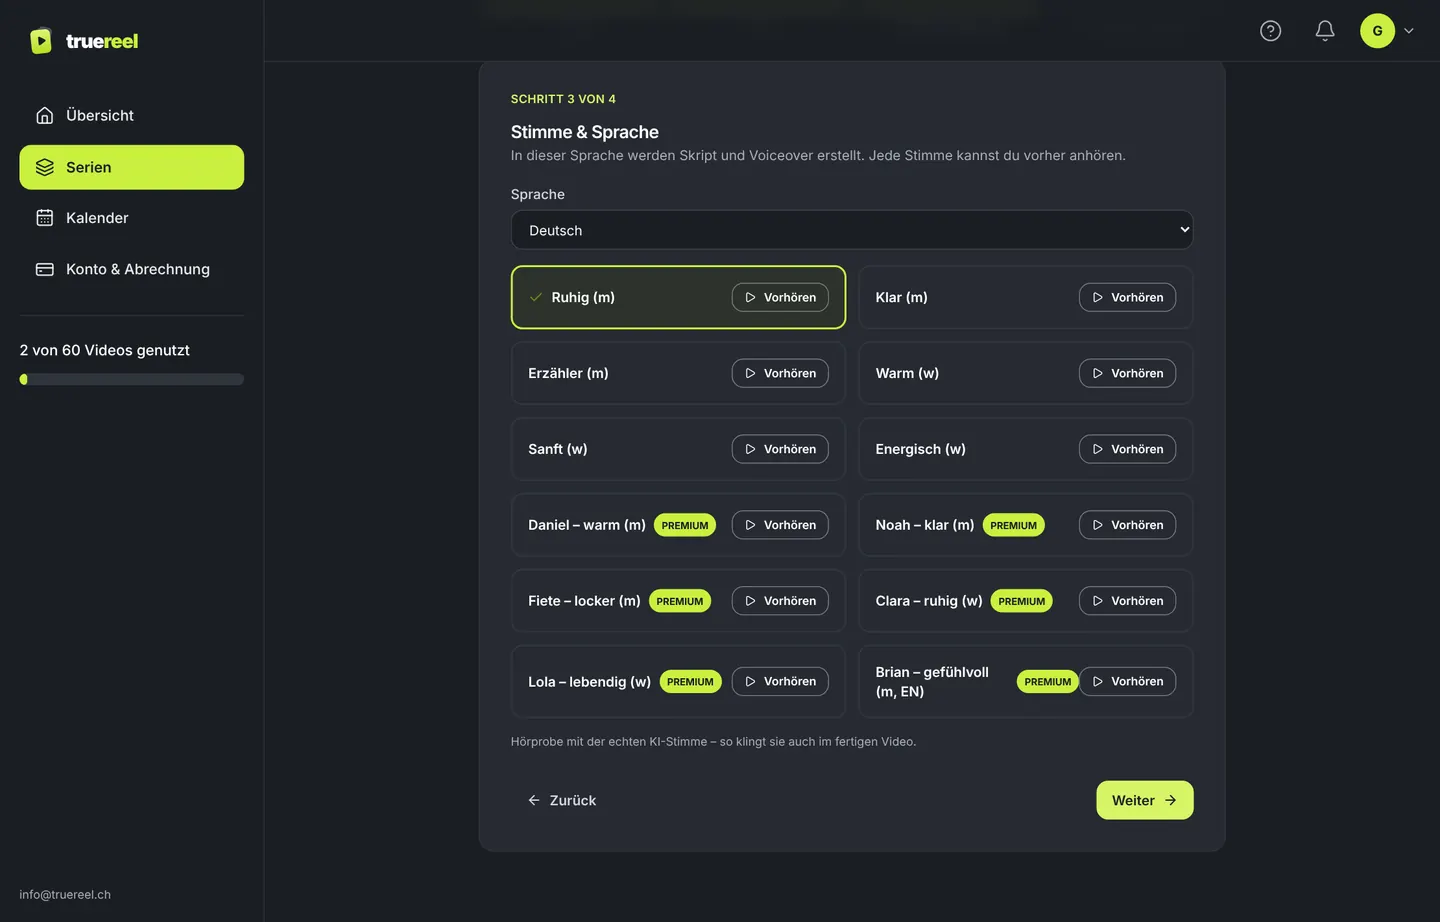 truereel
G
Übersicht
Serien
Kalender
Konto & Abrechnung
2 von 60 Videos genutzt
info@truereel.ch
SCHRITT 3 VON 4
Stimme & Sprache
In dieser Sprache werden Skript und Voiceover erstellt. Jede Stimme kannst du vorher anhören.
Sprache
Deutsch
Ruhig (m) Vorhören
Klar (m) Vorhören
Erzähler (m) Vorhören
Warm (w) Vorhören
Sanft (w) Vorhören
Energisch (w) Vorhören
Daniel – warm (m) PREMIUM Vorhören
Noah – klar (m) PREMIUM Vorhören
Fiete – locker (m) PREMIUM Vorhören
Clara – ruhig (w) PREMIUM Vorhören
Lola – lebendig (w) PREMIUM Vorhören
Brian – gefühlvoll
(m, EN) PREMIUM Vorhören
Hörprobe mit der echten KI-Stimme – so klingt sie auch im fertigen Video.
Zurück
Weiter